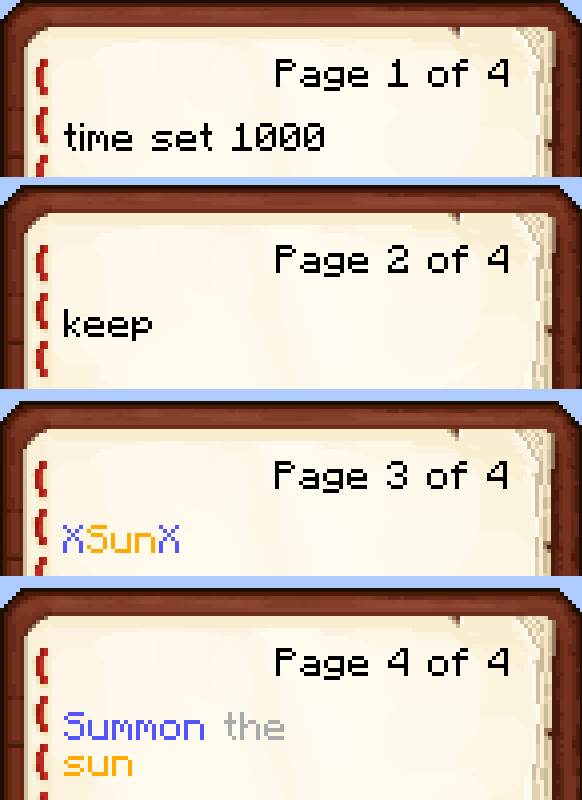 Page 1 of 4
time set 1000
Page 2 of 4
keep
Page 3 of 4
XSunX
Page 4 of 4
Summon the
sun